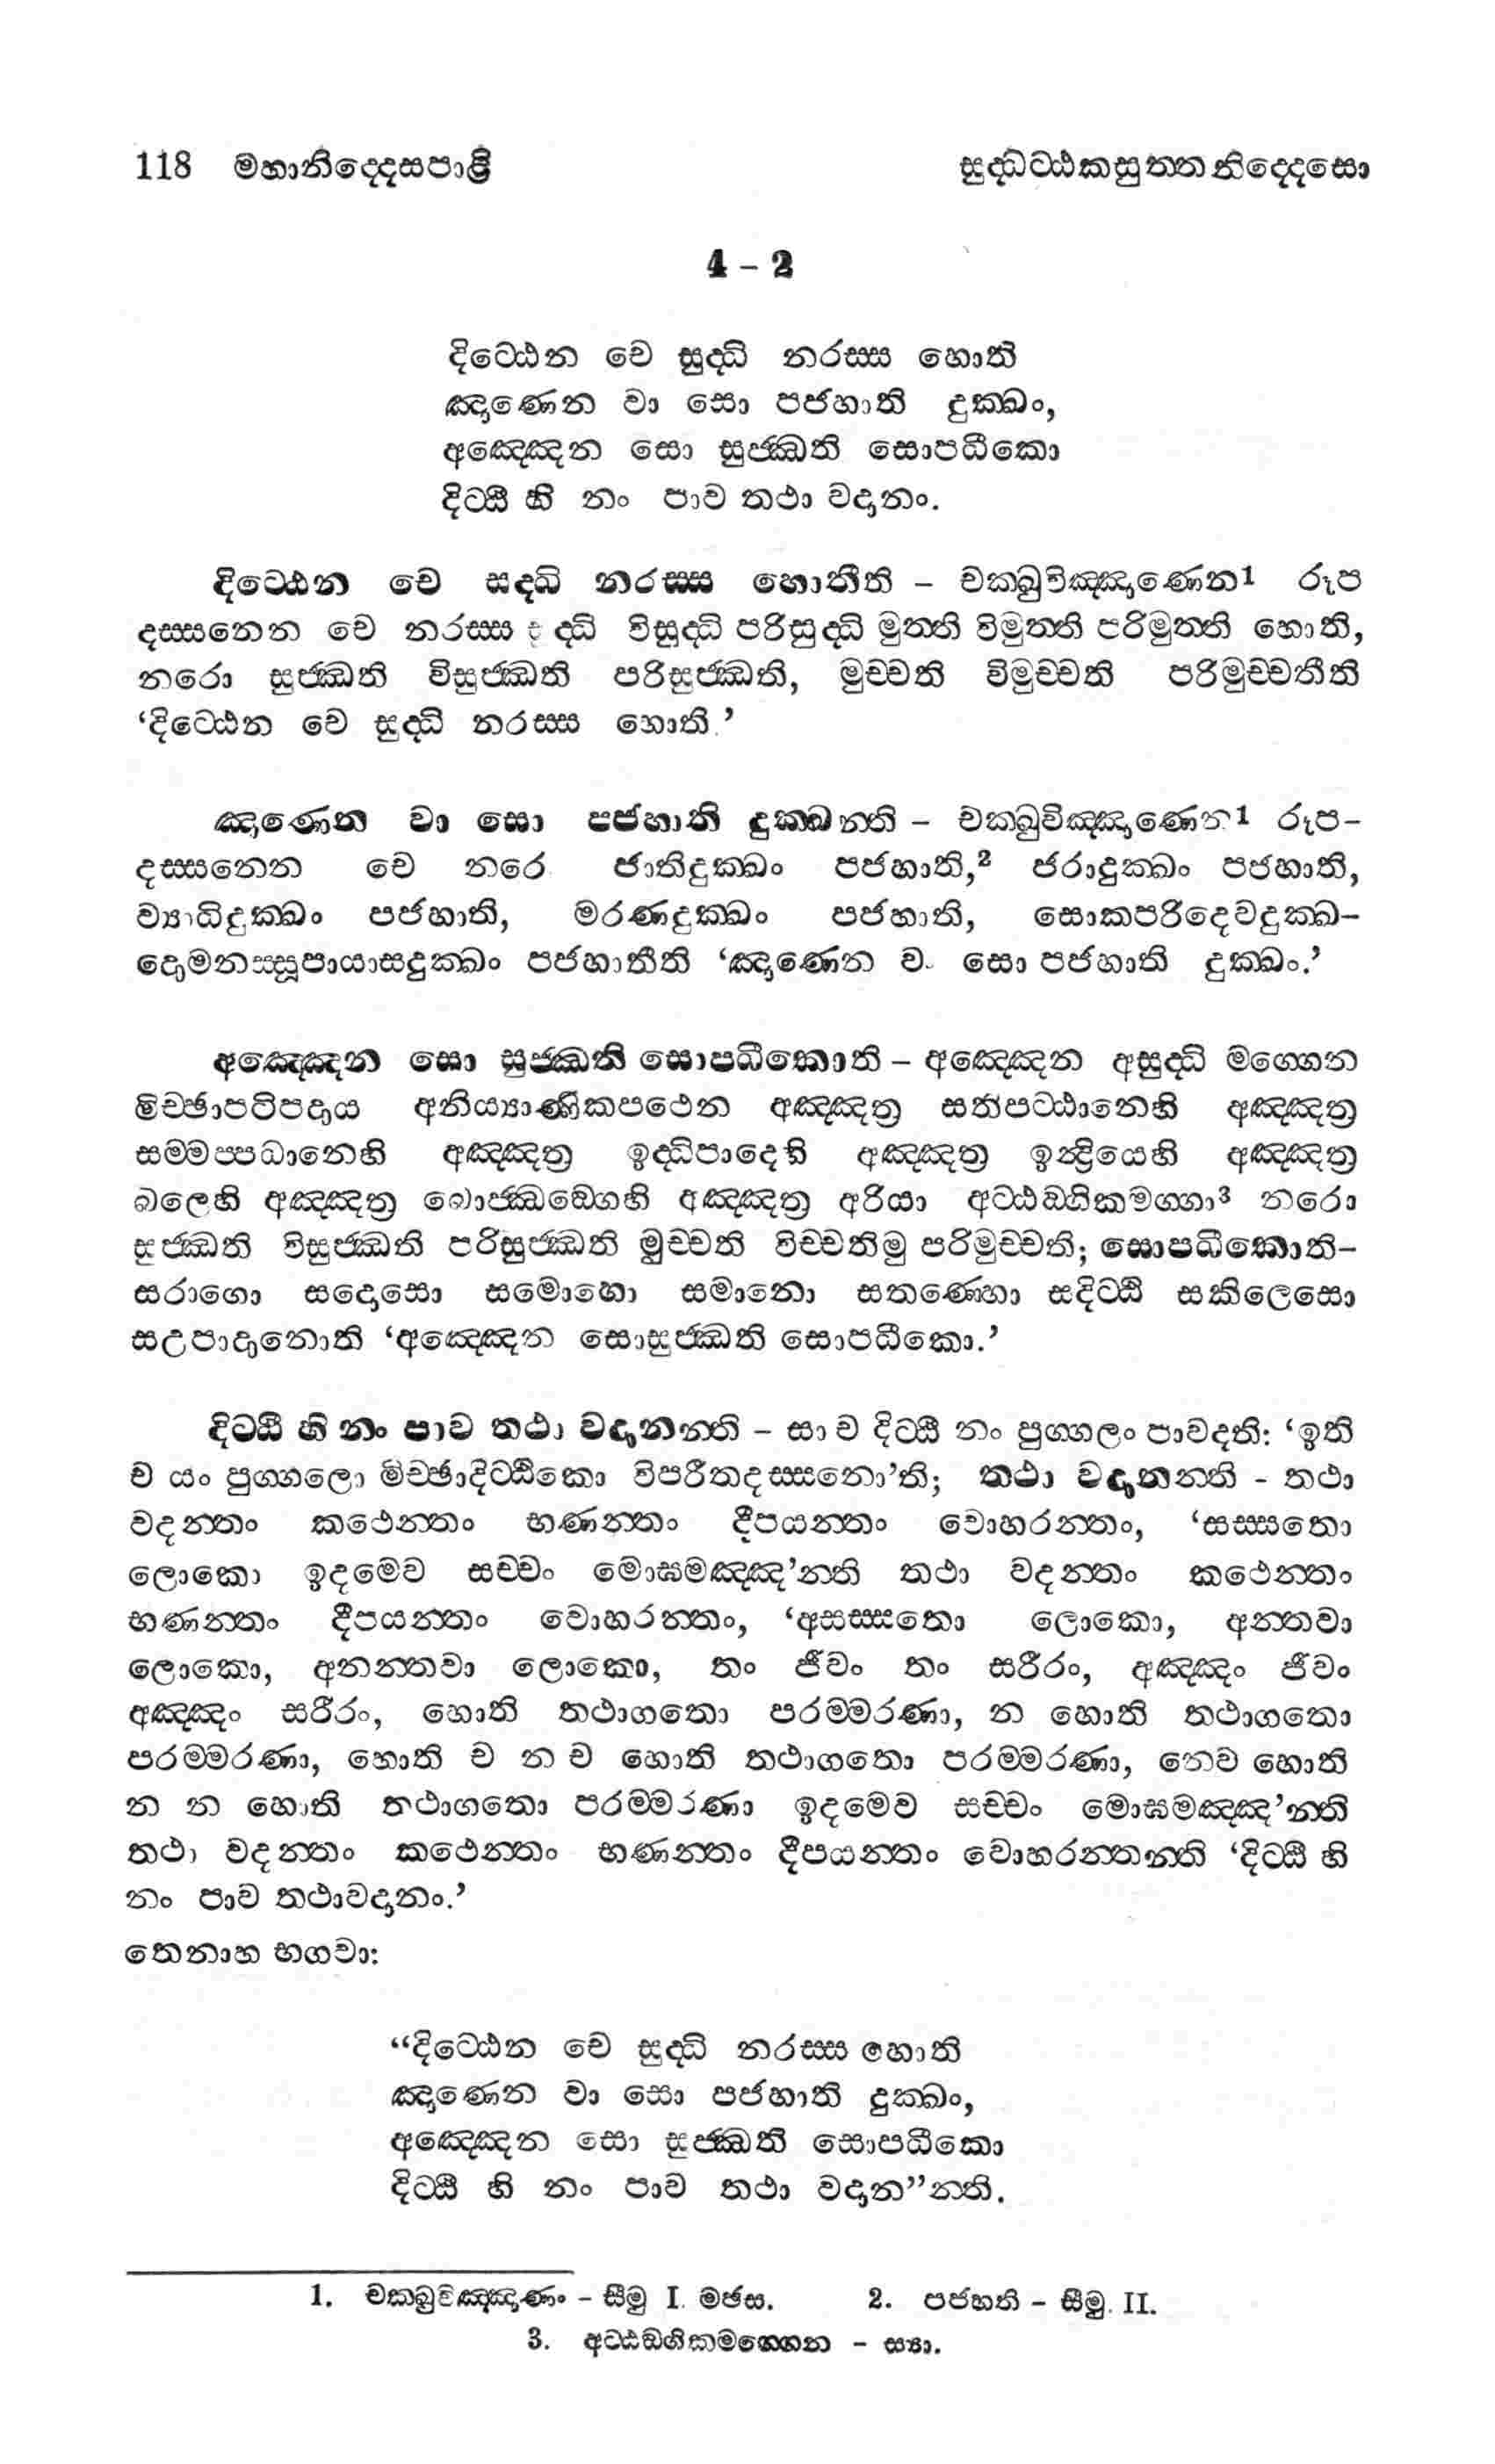 118 මහානිද්දෙසපාළි සුද්ධට්ඨකසුත්තනිද්දෙසො
4 – 2
දිට්ඨෙන චෙ සුද්ධි නරස්ස හොති
ඤාණෙන වා සො පජහාති දුක්ඛං,
අඤ්ඤෙන සො සුජ්ඣති සොපධීකො
දිට්ඨී හි නං පාව තථා වදානං.
දිට්ඨෙන චෙ සද්ධි නරස්ස හොතීති – චක්ඛුවිඤ්ඤාණෙන1 රූප
දස්සනෙන චෙ නරස්ස ද්ධි විසුද්ධි පරිසුද්ධි මුත්ති විමුත්ති පරිමුත්ති හොති,
නරො සුජ්ඣති විසුජ්ඣති පරිසුජ්ඣති, මුච්චති විමුච්චති පරිමුච්චතීති
‘දිට්ඨෙන චෙ සුද්ධි නරස්ස හොති.’
ඤාණෙන වා සො පජහාති දුක්ඛන්ති – චක්ඛුවිඤ්ඤාණෙන1 රූප-
දස්සනෙන චෙ නරෙ ජාතිදුක්ඛං පජහාති,2 ජරාදුක්ඛං පජහාති,
ව්‍යාධිදුක්ඛං පජහාති, මරණදුක්ඛං පජහාති, සොකපරිදෙවදුක්ඛ-
දොමනස්සූපායාසදුක්ඛං පජහාතීති ‘ඤාණෙන ව සො පජහාති දුක්ඛං.’
අඤ්ඤෙන සො සුජ්ඣති සොපධීකොති – අඤ්ඤෙන අසුද්ධි මග්ගෙන
මිච්ඡාපටිපදාය අනිය්‍යාණිකපථෙන අඤ්ඤත්‍ර සතිපට්ඨානෙහි අඤ්ඤත්‍ර
සම්මප්පධානෙහි අඤ්ඤත්‍ර ඉද්ධිපාදෙහි අඤ්ඤත්‍ර ඉන්‍ද්‍රියෙහි අඤ්ඤත්‍ර
බලෙහි අඤ්ඤත්‍ර බොජ්ඣඞ්ගෙහි අඤ්ඤත්‍ර අරියා අට්ඨඞ්ගිකමග්ගා3 නරො
සුජ්ඣති විසුජ්ඣති පරිසුජ්ඣති මුච්චති විච්චතිමු පරිමුච්චති; සොපධීකොති–
සරාගො සදොසො සමොහො සමානො සතණ්හො සදිට්ඨි සකිලෙසො
සඋපාදානොති ‘අඤ්ඤෙන සොසුජ්ඣති සොපධීකො.’
දිට්ඨී හි නං පාව තථා වදානන්ති – සා ච දිට්ඨී නං පුග්ගලං පාවදති: ‘ඉති
ච යං පුග්ගලො මිච්ඡාදිට්ඨිකො විපරීතදස්සනො’ති; තථා වදානන්ති - තථා
වදන්තං කථෙන්තං භණන්තං දීපයන්තං වොහරන්තං, ‘සස්සතො
ලොකො ඉදමෙව සච්චං මොඝමඤ්ඤ’න්ති තථා වදන්තං කථෙන්තං
භණන්තං දීපයන්තං වොහරන්තං, ‘අසස්සතො ලොකො, අන්තවා
ලොකො, අනන්තවා ලොකො, තං ජීවං තං සරීරං, අඤ්ඤං ජීවං
අඤ්ඤං සරීරං, හොති තථාගතො පරම්මරණා, න හොති තථාගතො
පරම්මරණා, හොති ච න ච හොති තථාගතො පරම්මරණා, නෙව හොති
න න හොති තථාගතො පරම්මරණා ඉදමෙව සච්චං මොඝමඤ්ඤ’න්ති
තථා වදන්තං කථෙන්තං භණන්තං දීපයන්තං වොහරන්තන්ති ‘දිට්ඨී හි
නං පාව තථාවදානං.’
තෙනාහ භගවා:
“දිට්ඨෙන චෙ සුද්ධි නරස්ස හොති
ඤාණෙන වා සො පජහාති දුක්ඛං,
අඤ්ඤෙන සො සුජ්ඣති සොපධීකො
දිට්ඨී හි නං පාව තථා වදාන”න්ති.
1. චක්ඛුවිඤ්ඤාණං – සීමු I. මඡසං. 2. පජහති – සීමු. II.
3. අට්ඨඞ්ගිකමග්ගෙන – ස්‍යා.